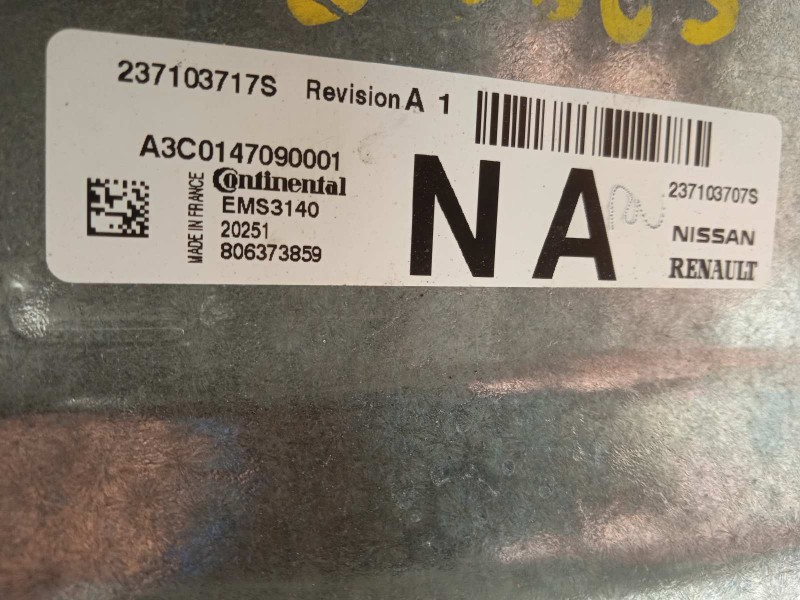 237103717S Revision A 1
A3C0147090001
MADE IN FRANCE
Continental
EMS3140
20251
806373859
NA
237103707S
NISSAN
RENAULT